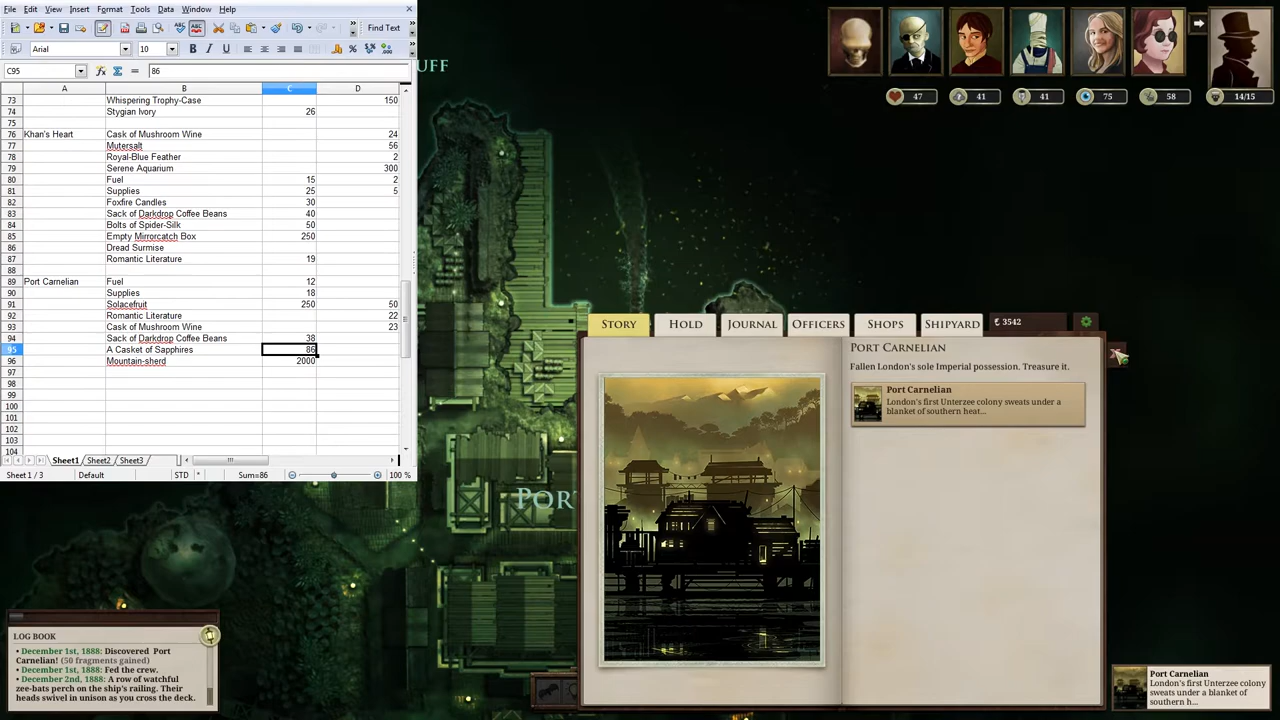 File Edit View Insert Format Tools Data Window Help
Find Text
Arial 10
C95 86
A B C D
73 Whispering Trophy-Case 150
74 Stygian Ivory 26
75
76 Khan's Heart Cask of Mushroom Wine 24
77 Mutersalt 56
78 Royal-Blue Feather 2
79 Serene Aquarium 300
80 Fuel 15 2
81 Supplies 25 5
82 Foxfire Candles 30
83 Sack of Darkdrop Coffee Beans 40
84 Bolts of Spider-Silk 50
85 Empty Mirrorcatch Box 250
86 Dread Surmise
87 Romantic Literature 19
88
89 Port Carnelian Fuel 12
90 Supplies 18
91 Solacefruit 250 50
92 Romantic Literature 22
93 Cask of Mushroom Wine 23
94 Sack of Darkdrop Coffee Beans 38
95 A Casket of Sapphires 86
96 Mountain-sherd 2000
97
98
99
100
101
102
103
104
Sheet1 Sheet2 Sheet3
Sheet 1 / 3 Default STD * Sum=86 100 %
UFF
47 41 41 75 58 14/15
STORY HOLD JOURNAL OFFICERS SHOPS SHIPYARD 3542
PORT CARNELIAN
Fallen London's sole Imperial possession. Treasure it.
Port Carnelian
London's first Unterzee colony sweats under a
blanket of southern heat...
POR
LOG BOOK
Carnelian! (50 fragments gained)
• December 1st, 1888: Fed the crew.
• December 2nd, 1888: A row of watchful
zee-bats perch on the ship's railing. Their
heads swivel in unison as you cross the deck.
Port Carnelian
London's first Unterzee colony
sweats under a blanket of
southern h...